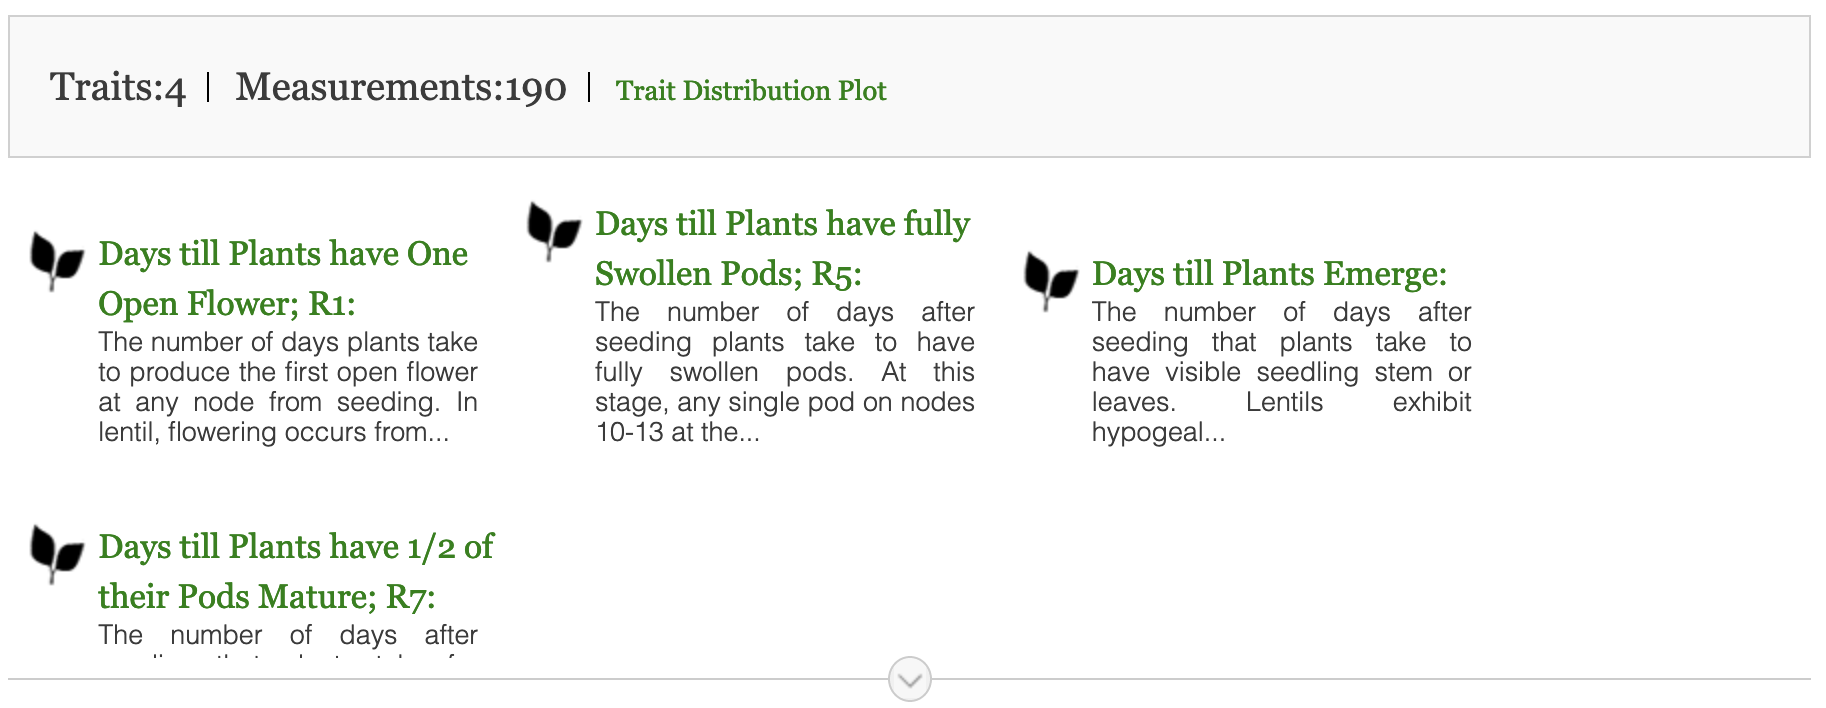 Traits:4 | Measurements:190 | Trait Distribution Plot
Days till Plants have One
Open Flower; R1:
The number of days plants take
to produce the first open flower
at any node from seeding. In
lentil, flowering occurs from...
Days till Plants have fully
Swollen Pods; R5:
The number of days after
seeding plants take to have
fully swollen pods. At this
stage, any single pod on nodes
10-13 at the...
Days till Plants Emerge:
The number of days after
seeding that plants take to
have visible seedling stem or
leaves. Lentils exhibit
hypogeal...
Days till Plants have 1/2 of
their Pods Mature; R7:
The number of days after